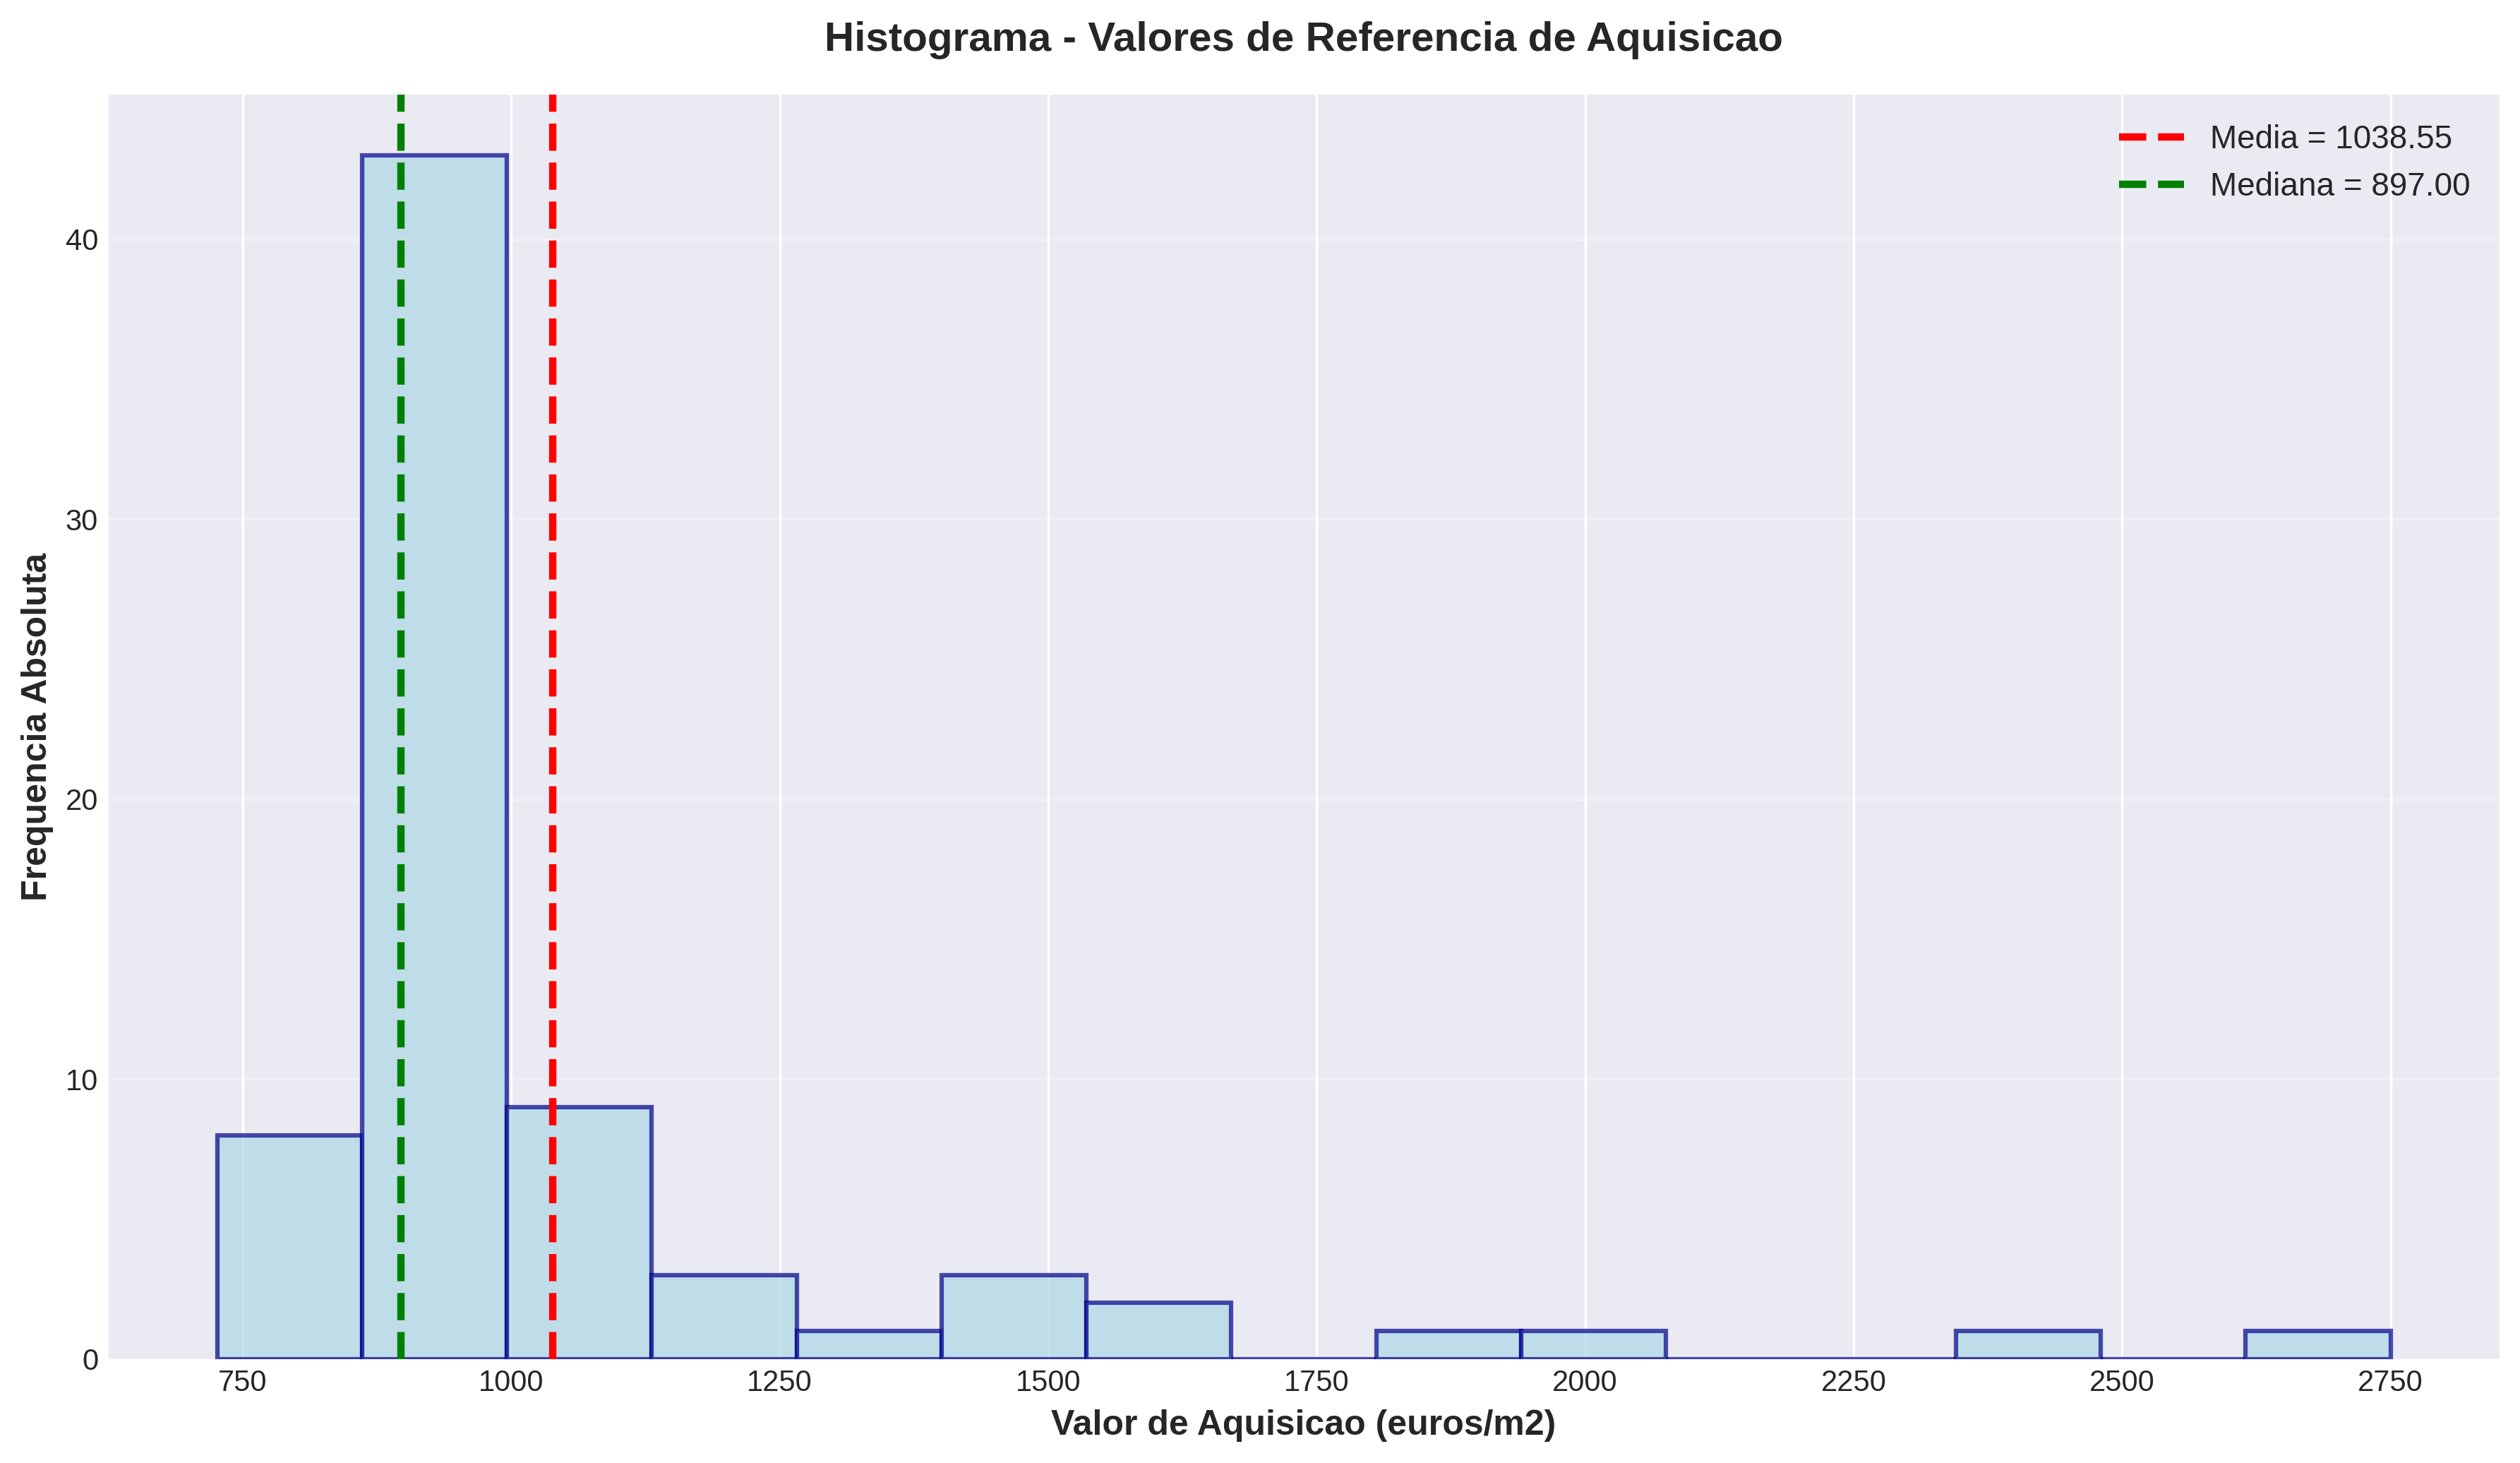 Histograma - Valores de Referencia de Aquisicao
Media = 1038.55
Mediana = 897.00
Frequencia Absoluta
40
30
20
10
0
750 1000 1250 1500 1750 2000 2250 2500 2750
Valor de Aquisicao (euros/m2)